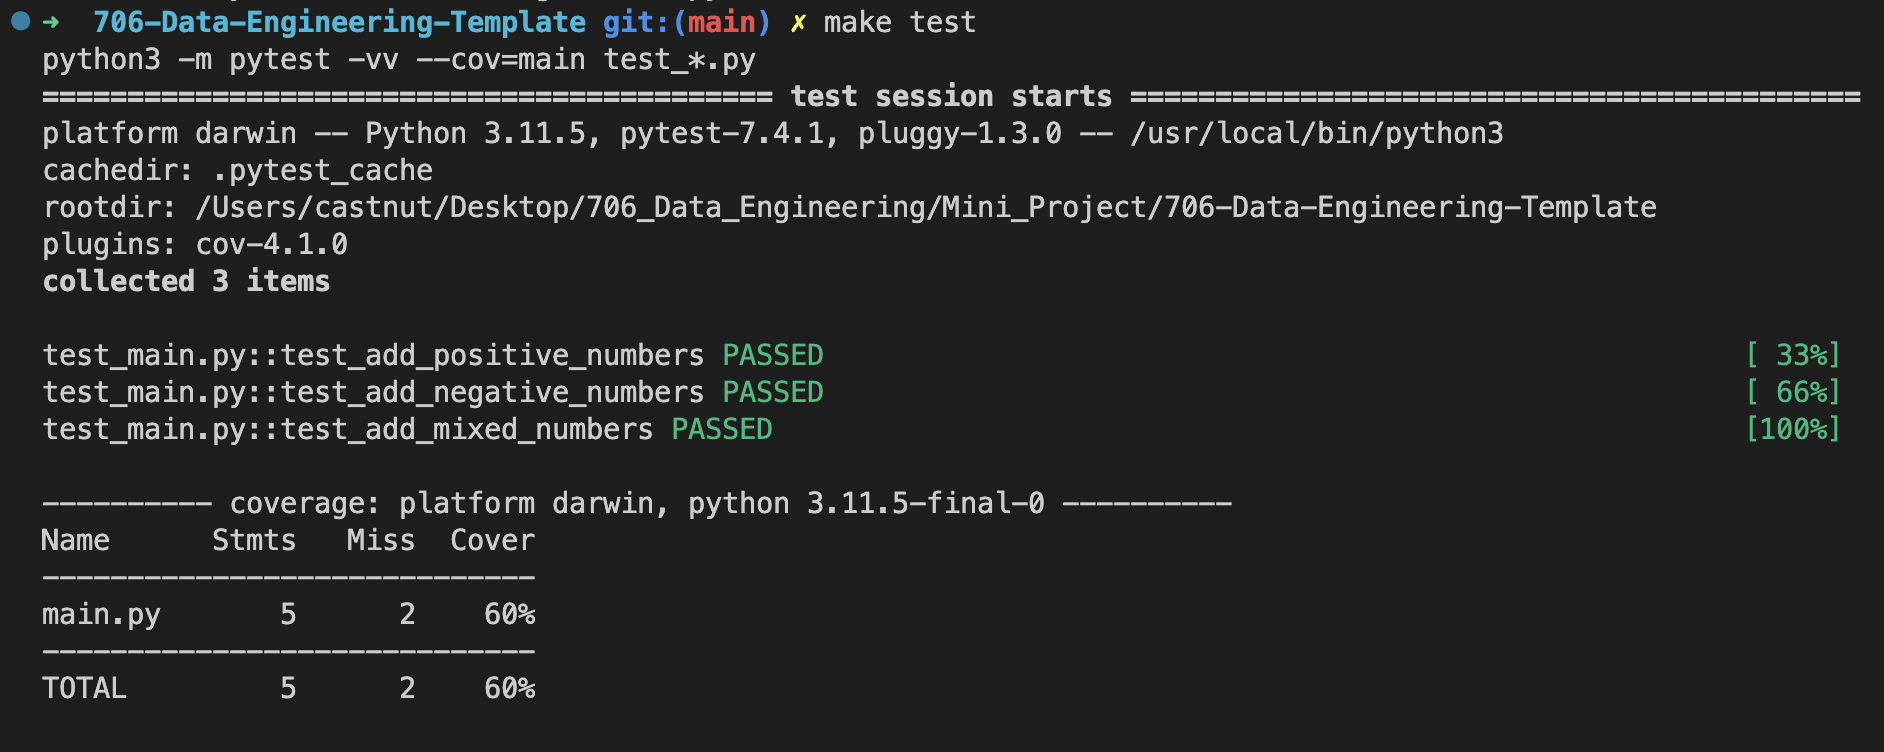 ➜  706-Data-Engineering-Template git:(main) ✗ make test
python3 -m pytest -vv --cov=main test_*.py
=========================================== test session starts ===========================================
platform darwin -- Python 3.11.5, pytest-7.4.1, pluggy-1.3.0 -- /usr/local/bin/python3
cachedir: .pytest_cache
rootdir: /Users/castnut/Desktop/706_Data_Engineering/Mini_Project/706-Data-Engineering-Template
plugins: cov-4.1.0
collected 3 items
test_main.py::test_add_positive_numbers PASSED [ 33%]
test_main.py::test_add_negative_numbers PASSED [ 66%]
test_main.py::test_add_mixed_numbers PASSED [100%]
---------- coverage: platform darwin, python 3.11.5-final-0 ----------
Name      Stmts   Miss  Cover
-----------------------------
main.py       5      2    60%
-----------------------------
TOTAL         5      2    60%